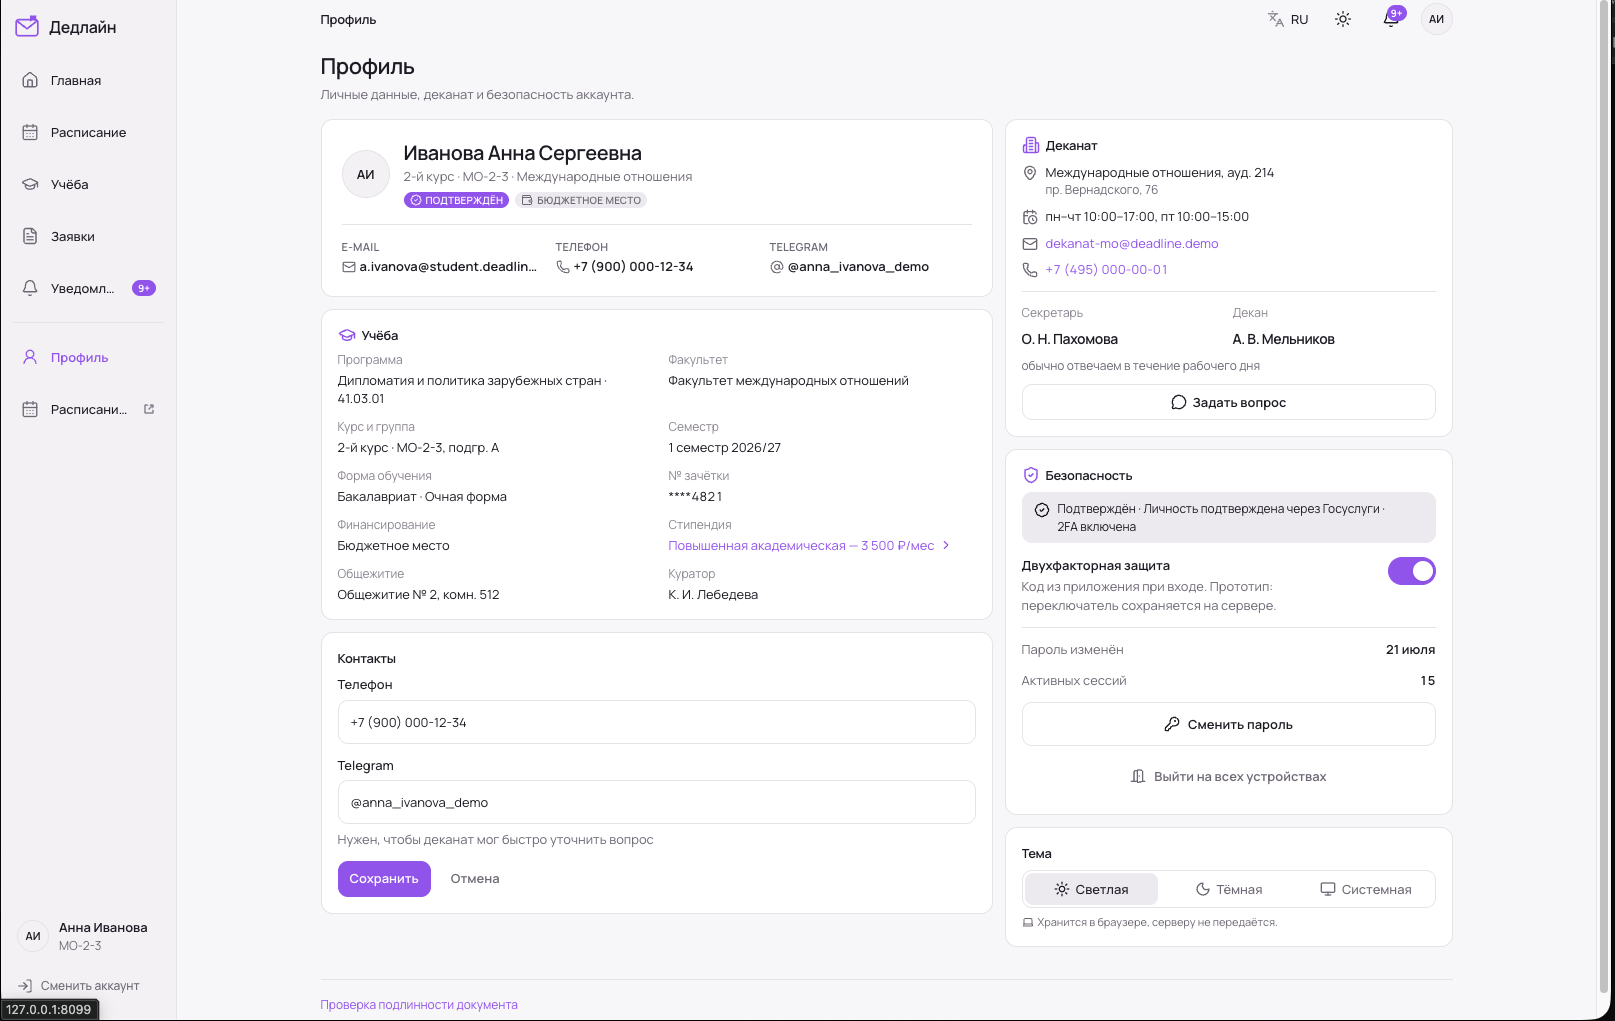 Дедлайн
Главная
Расписание
Учёба
Заявки
Уведомл...
9+
Профиль
Расписани...
АИ
Анна Иванова
МО-2-3
Сменить аккаунт
127.0.0.1:8099
Профиль
RU
9+
АИ
Профиль
Личные данные, деканат и безопасность аккаунта.
АИ
Иванова Анна Сергеевна
2-й курс · МО-2-3 · Международные отношения
ПОДТВЕРЖДЁН
БЮДЖЕТНОЕ МЕСТО
E-MAIL
a.ivanova@student.deadlin...
ТЕЛЕФОН
+7 (900) 000-12-34
TELEGRAM
@anna_ivanova_demo
Учёба
Программа
Дипломатия и политика зарубежных стран ·
41.03.01
Факультет
Факультет международных отношений
Курс и группа
2-й курс · МО-2-3, подгр. А
Семестр
1 семестр 2026/27
Форма обучения
Бакалавриат · Очная форма
№ зачётки
****4821
Финансирование
Бюджетное место
Стипендия
Повышенная академическая — 3 500 ₽/мес
Общежитие
Общежитие № 2, комн. 512
Куратор
К. И. Лебедева
Контакты
Телефон
+7 (900) 000-12-34
Telegram
@anna_ivanova_demo
Нужен, чтобы деканат мог быстро уточнить вопрос
Сохранить
Отмена
Деканат
Международные отношения, ауд. 214
пр. Вернадского, 76
пн–чт 10:00–17:00, пт 10:00–15:00
dekanat-mo@deadline.demo
+7 (495) 000-00-01
Секретарь
О. Н. Пахомова
Декан
А. В. Мельников
обычно отвечаем в течение рабочего дня
Задать вопрос
Безопасность
Подтверждён · Личность подтверждена через Госуслуги ·
2FA включена
Двухфакторная защита
Код из приложения при входе. Прототип:
переключатель сохраняется на сервере.
Пароль изменён
21 июля
Активных сессий
15
Сменить пароль
Выйти на всех устройствах
Тема
Светлая
Тёмная
Системная
Хранится в браузере, серверу не передаётся.
Проверка подлинности документа